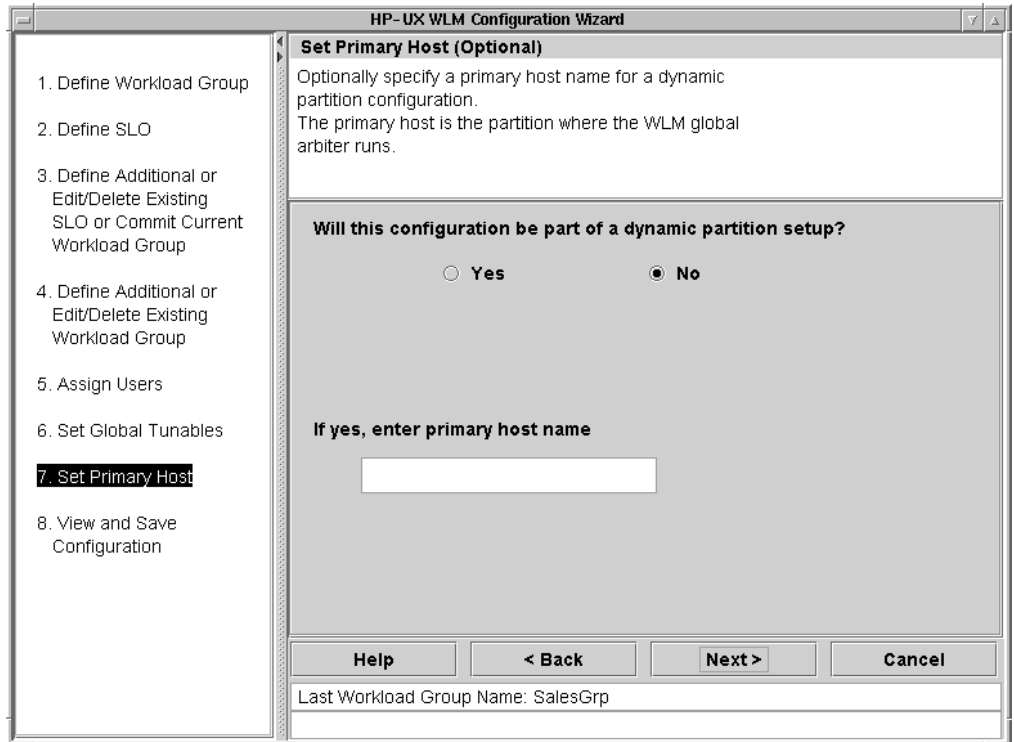 HP-UX WLM Configuration Wizard
1. Define Workload Group
2. Define SLO
3. Define Additional or
Edit/Delete Existing
SLO or Commit Current
Workload Group
4. Define Additional or
Edit/Delete Existing
Workload Group
5. Assign Users
6. Set Global Tunables
7. Set Primary Host
8. View and Save
Configuration
Set Primary Host (Optional)
Optionally specify a primary host name for a dynamic
partition configuration.
The primary host is the partition where the WLM global
arbiter runs.
Will this configuration be part of a dynamic partition setup?
Yes No
If yes, enter primary host name
Help < Back Next > Cancel
Last Workload Group Name: SalesGrp